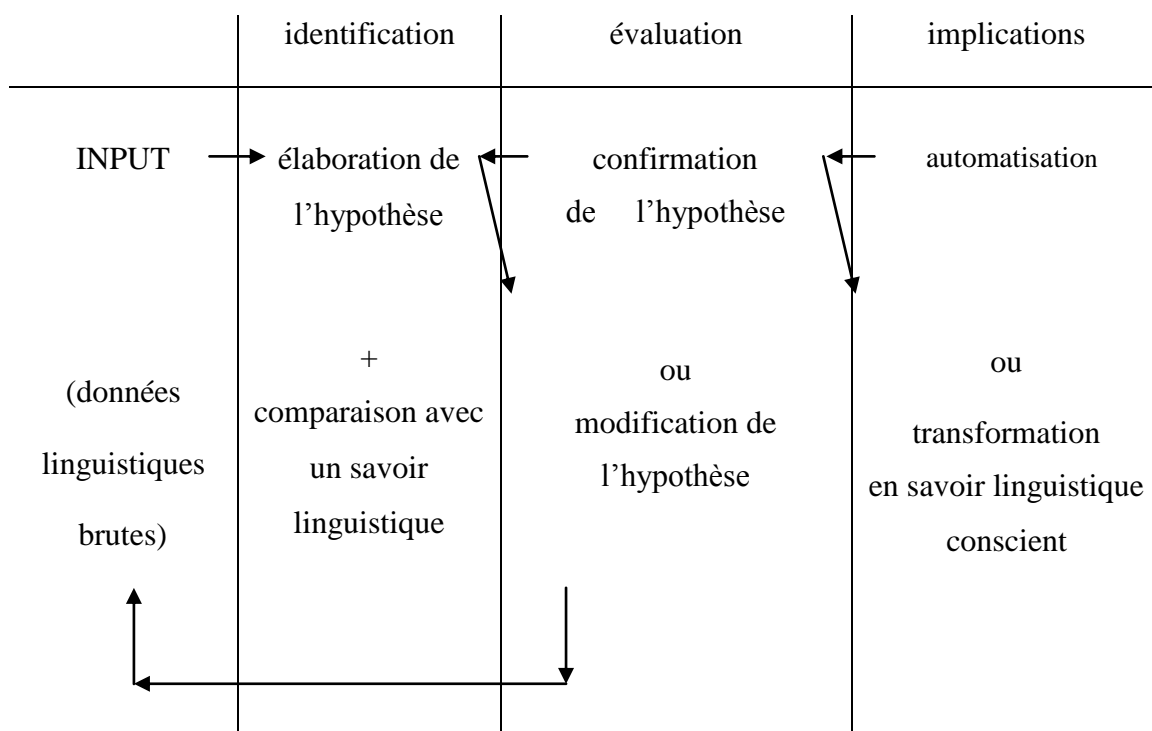 identification
évaluation
implications
INPUT
(données
linguistiques
brutes)
élaboration de
l’hypothèse
+
comparaison avec
un savoir
linguistique
confirmation
de l’hypothèse
ou
modification de
l’hypothèse
automatisation
ou
transformation
en savoir linguistique
conscient